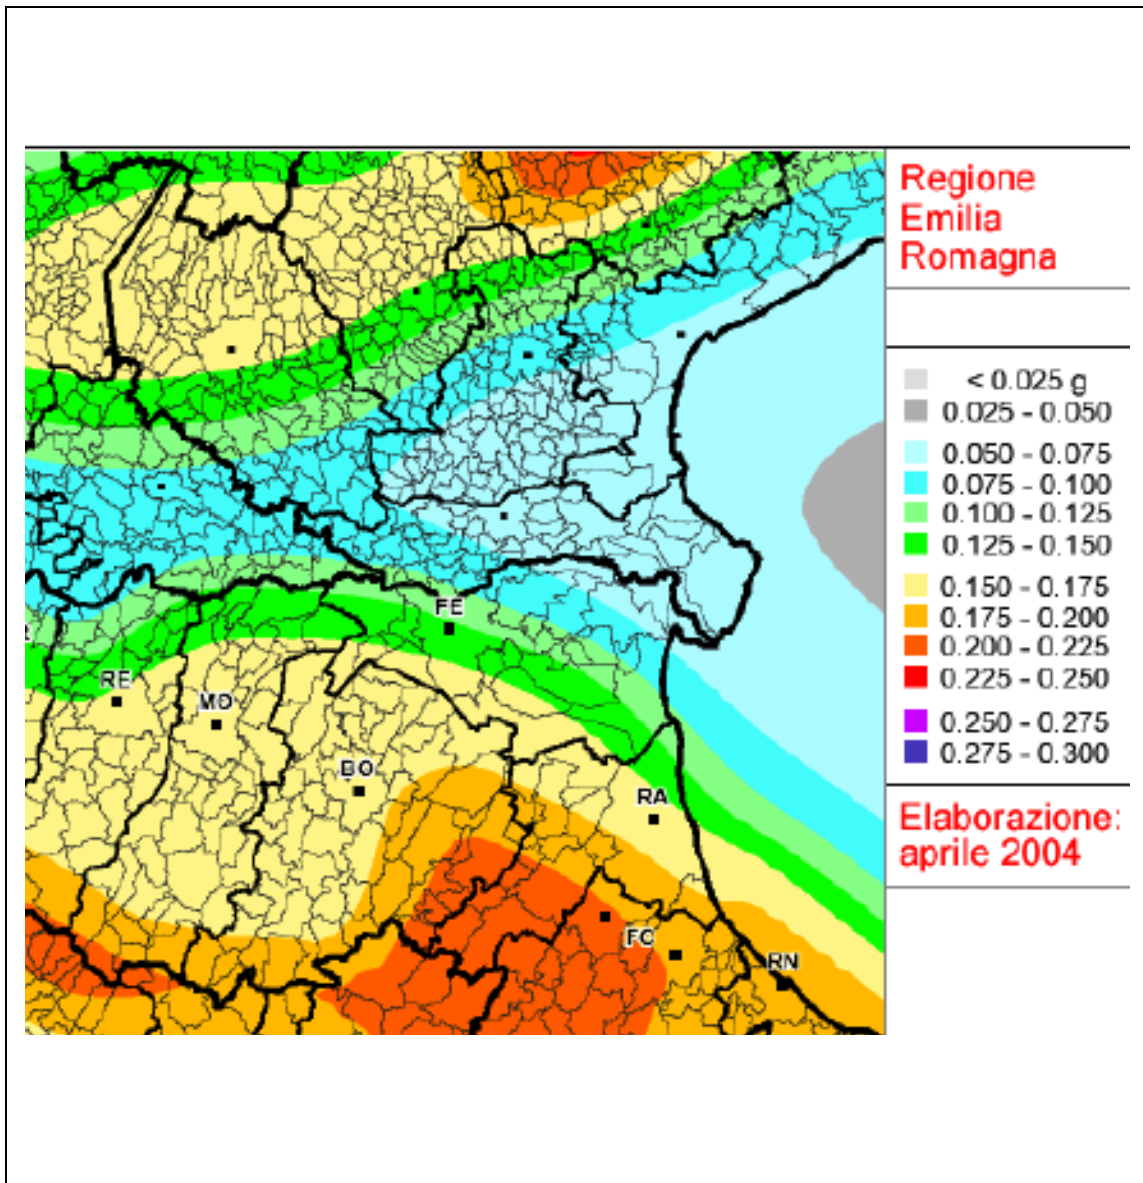 Regione
Emilia
Romagna
< 0.025 g
0.025 - 0.050
0.050 - 0.075
0.075 - 0.100
0.100 - 0.125
0.125 - 0.150
0.150 - 0.175
0.175 - 0.200
0.200 - 0.225
0.225 - 0.250
0.250 - 0.275
0.275 - 0.300
Elaborazione:
aprile 2004
FE
RE
MO
BO
RA
FC
RN